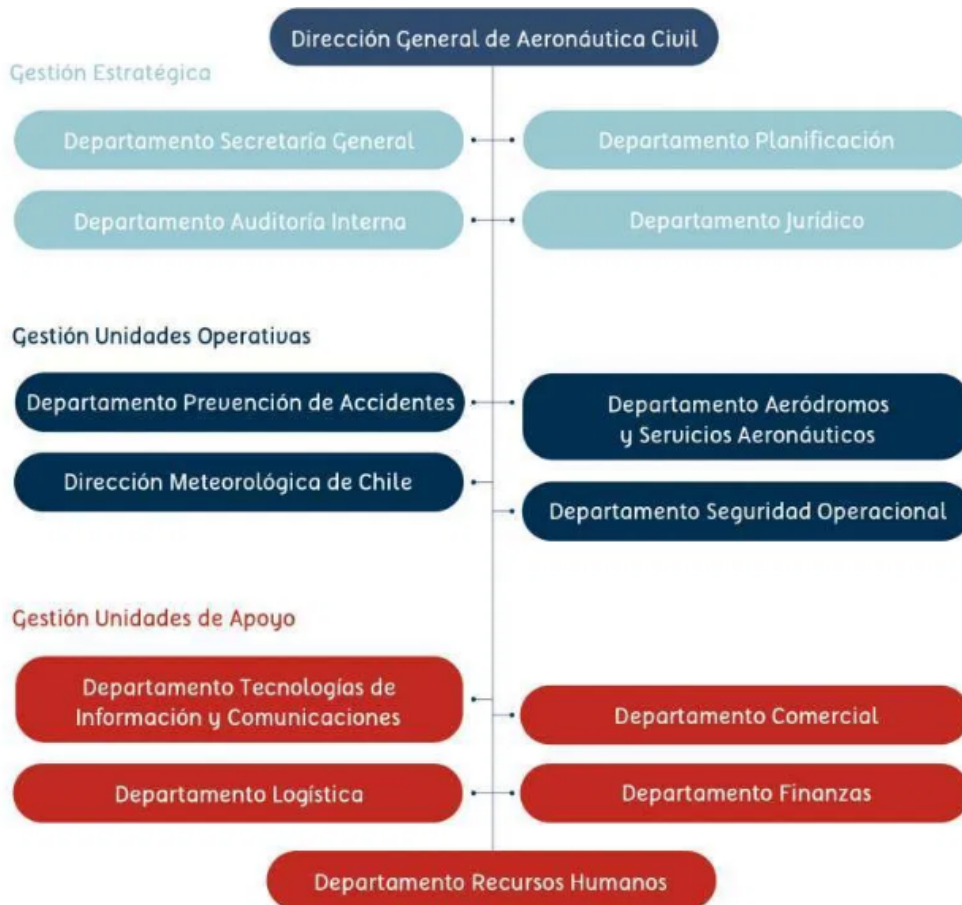 Dirección General de Aeronáutica Civil
Gestión Estratégica
Departamento Secretaría General
Departamento Planificación
Departamento Auditoría Interna
Departamento Jurídico
Gestión Unidades Operativas
Departamento Prevención de Accidentes
Departamento Aeródromos
y Servicios Aeronáuticos
Dirección Meteorológica de Chile
Departamento Seguridad Operacional
Gestión Unidades de Apoyo
Departamento Tecnologías de
Información y Comunicaciones
Departamento Comercial
Departamento Logística
Departamento Finanzas
Departamento Recursos Humanos